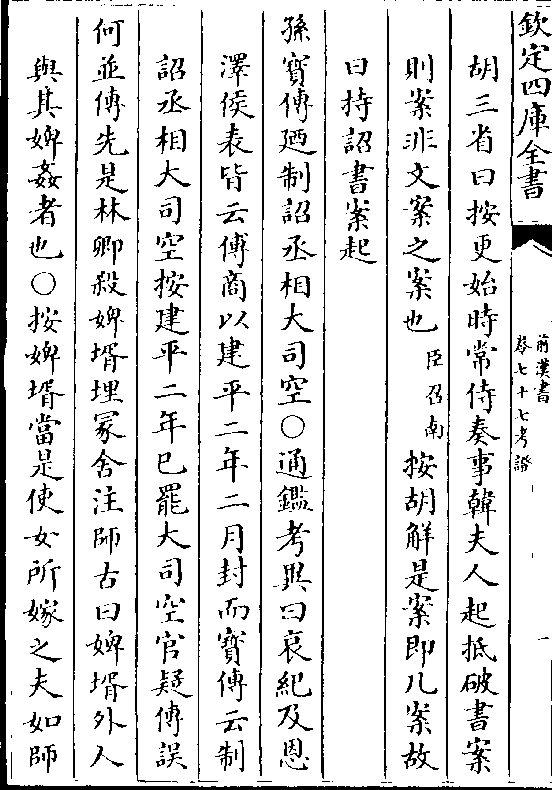 欽定四庫全書
前漢書
卷七十七考證
一
胡三省曰按更始時常侍奏事韓夫人起抵破書案
則案非文案之案也臣召南按胡解是案即几案故
曰持詔書案起
孫寶傳廼制詔丞相大司空○通鑑考異曰哀紀及恩
澤侯表皆云傅商以建平二年二月封而寶傳云制
詔丞相大司空按建平二年已罷大司空官疑傳誤
何並傳先是林卿殺婢壻埋冢舍注師古曰婢壻外人
與其婢姦者也○按婢壻當是使女所嫁之夫如師